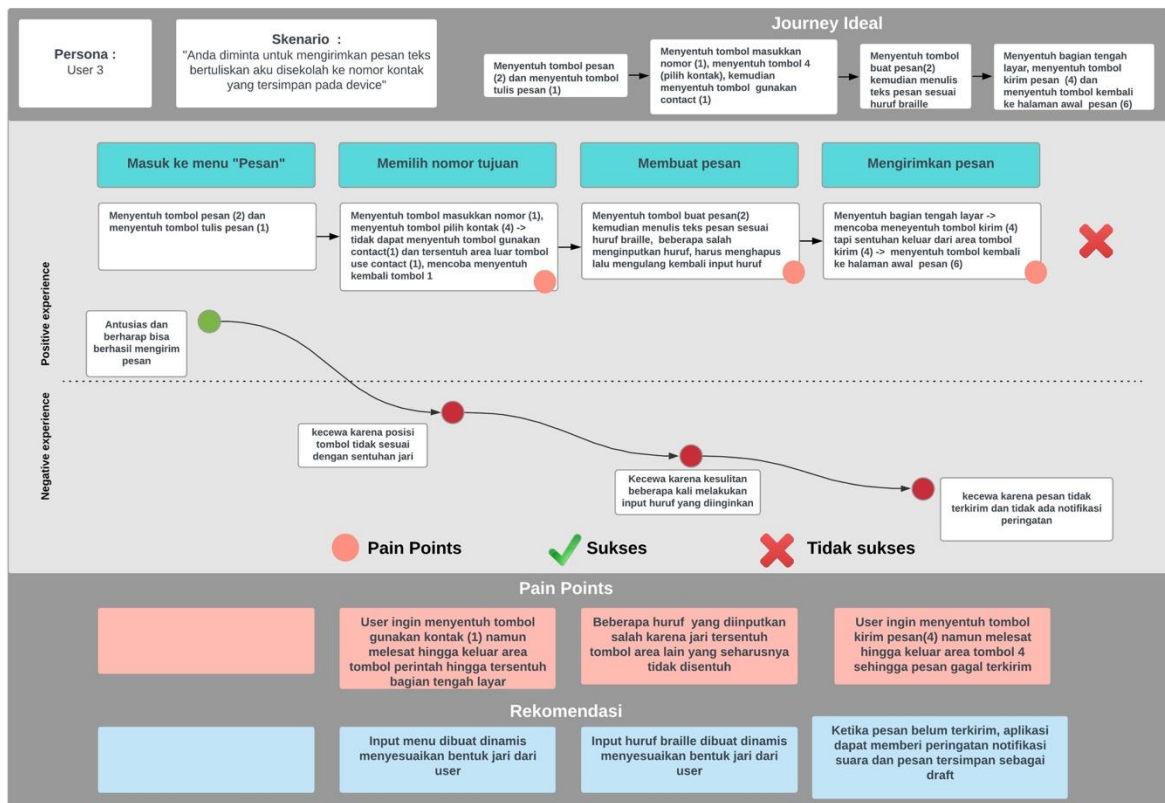 Journey Ideal
Persona :
User 3
Skenario :
"Anda diminta untuk mengirimkan pesan teks
bertuliskan aku disekolah ke nomor kontak
yang tersimpan pada device"
Menyentuh tombol pesan
(2) dan menyentuh tombol
tulis pesan (1)
Menyentuh tombol masukkan
nomor (1), menyentuh tombol 4
(pilih kontak), kemudian
menyentuh tombol gunakan
contact (1)
Menyentuh tombol
buat pesan(2)
kemudian menulis
teks pesan sesuai
huruf braille
Menyentuh bagian tengah
layar, menyentuh tombol
kirim pesan (4) dan
menyentuh tombol kembali
ke halaman awal pesan (6)
Masuk ke menu "Pesan"
Memilih nomor tujuan
Membuat pesan
Mengirimkan pesan
Menyentuh tombol pesan (2) dan
menyentuh tombol tulis pesan (1)
Menyentuh tombol masukkan nomor (1),
menyentuh tombol pilih kontak (4) ->
tidak dapat menyentuh tombol gunakan
contact(1) dan tersentuh area luar tombol
use contact (1), mencoba menyentuh
kembali tombol 1
Menyentuh tombol buat pesan(2)
kemudian menulis teks pesan sesuai
huruf braille, beberapa salah
menginputkan huruf, harus menghapus
lalu mengulang kembali input huruf
Menyentuh bagian tengah layar ->
mencoba meneyentuh tombol kirim (4)
tapi sentuhan keluar dari area tombol
kirim (4) -> menyentuh tombol kembali
ke halaman awal pesan (6)
Positive experience
Antusias dan
berharap bisa
berhasil mengirim
pesan
Negative experience
kecewa karena posisi
tombol tidak sesuai
dengan sentuhan jari
Kecewa karena kesulitan
beberapa kali melakukan
input huruf yang diinginkan
kecewa karena pesan tidak
terkirim dan tidak ada notifikasi
peringatan
Pain Points
Sukses
Tidak sukses
Pain Points
User ingin menyentuh tombol
gunakan kontak (1) namun
melesat hingga keluar area
tombol perintah hingga tersentuh
bagian tengah layar
Beberapa huruf yang diinputkan
salah karena jari tersentuh
tombol area lain yang seharusnya
tidak disentuh
User ingin menyentuh tombol
kirim pesan(4) namun melesat
hingga keluar area tombol 4
sehingga pesan gagal terkirim
Rekomendasi
Input menu dibuat dinamis
menyesuaikan bentuk jari dari
user
Input huruf braille dibuat dinamis
menyesuaikan bentuk jari dari
user
Ketika pesan belum terkirim, aplikasi
dapat memberi peringatan notifikasi
suara dan pesan tersimpan sebagai
draft